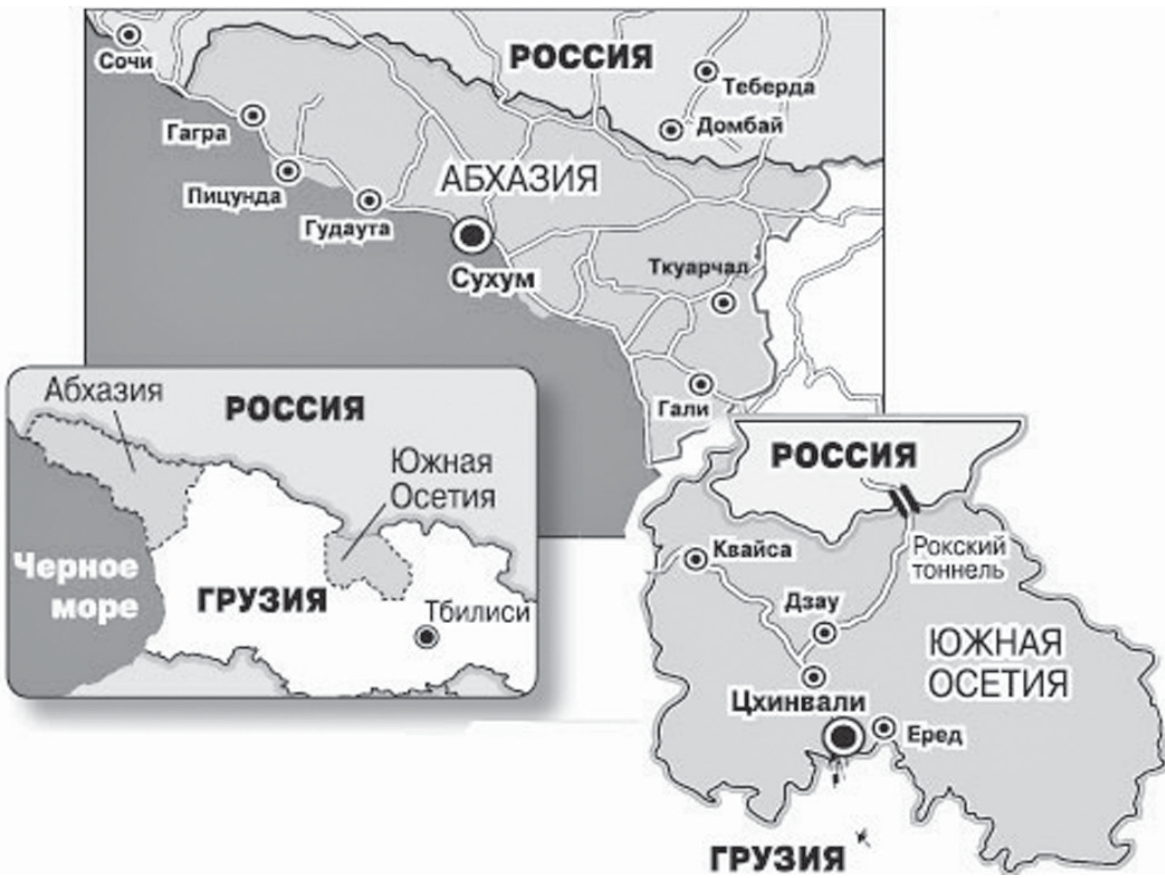 РОССИЯ
Сочи
Теберда
Домбай
Гагра
АБХАЗИЯ
Пицунда
Гудаута
Сухум
Ткуарчал
Гали
Абхазия
РОССИЯ
Южная
Осетия
Черное
море
ГРУЗИЯ
Тбилиси
РОССИЯ
Квайса
Рокский
тоннель
Дзау
ЮЖНАЯ
ОСЕТИЯ
Цхинвали
Еред
ГРУЗИЯ